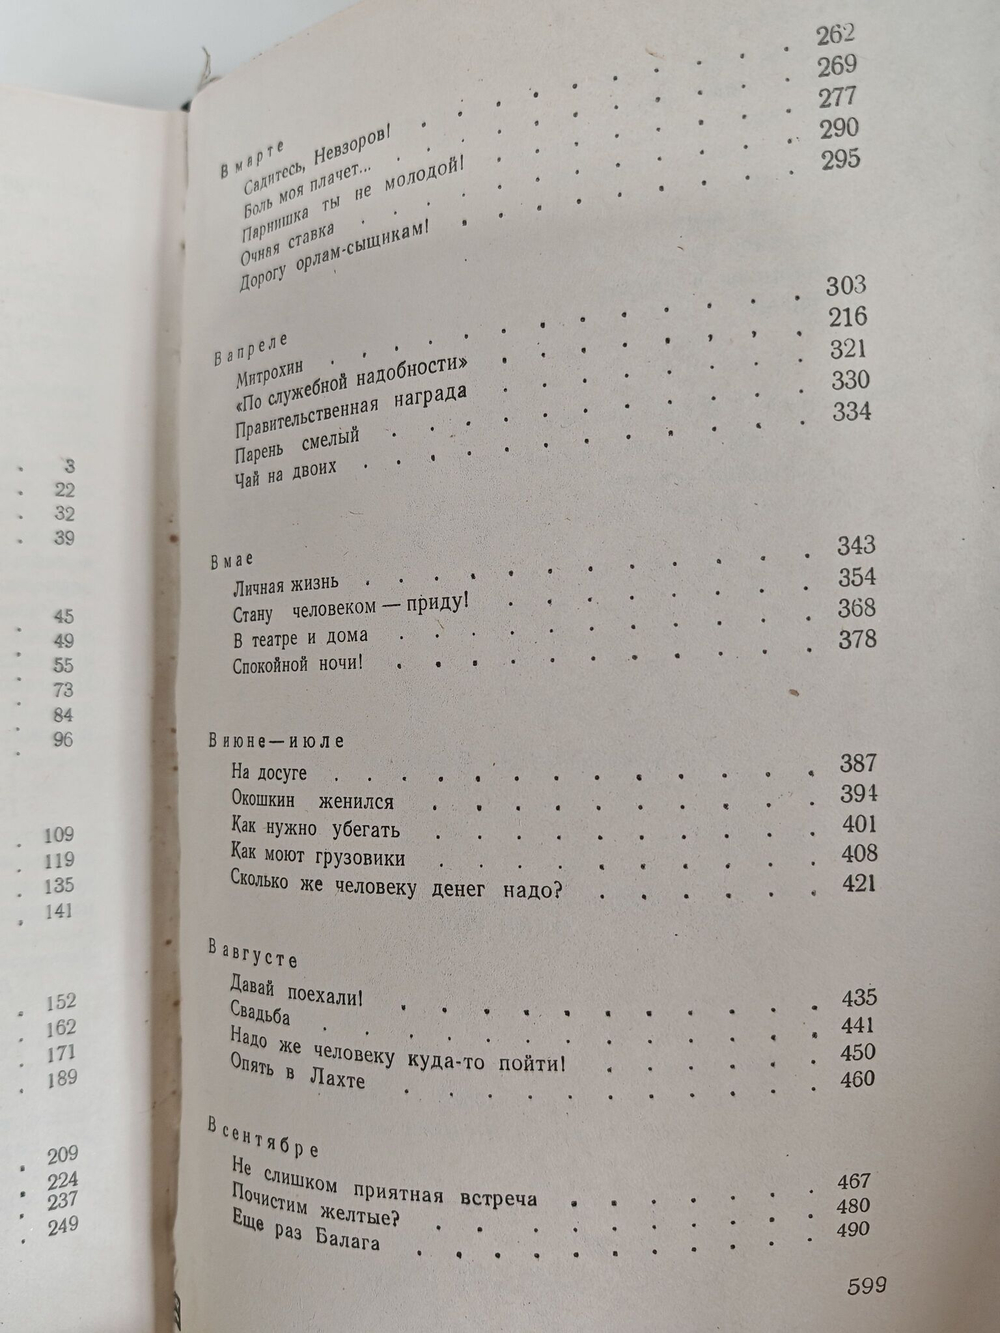 3
22
32
39
45
49
55
73
84
96
109
119
135
141
152
162
171
189
209
224
237
249
В марте
Садитесь, Невзоров! 262
Боль моя плачет... 269
Парнишка ты не молодой! 277
Очная ставка 290
Дорогу орлам-сыщикам! 295
В апреле
Митрохин 303
«По служебной надобности» 216
Правительственная награда 321
Парень смелый 330
Чай на двоих 334
В мае
Личная жизнь 343
Стану человеком — приду! 354
В театре и дома 368
Спокойной ночи! 378
В июне—июле
На досуге 387
Окошкин женился 394
Как нужно убегать 401
Как моют грузовики 408
Сколько же человеку денег надо? 421
В августе
Давай поехали! 435
Свадьба 441
Надо же человеку куда-то пойти! 450
Опять в Лахте 460
В сентябре
Не слишком приятная встреча 467
Почистим желтые? 480
Еще раз Балага 490
599